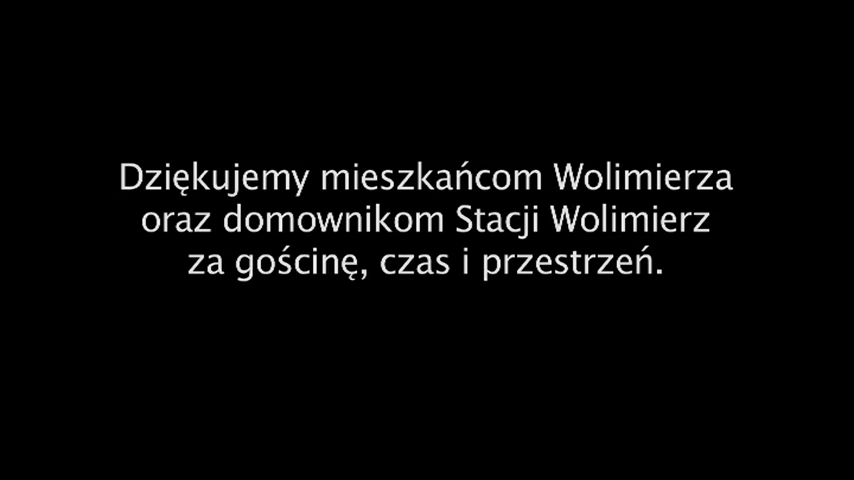 Dziękujemy mieszkańcom Wolimierza
oraz domownikom Stacji Wolimierz
za gościnę, czas i przestrzeń.